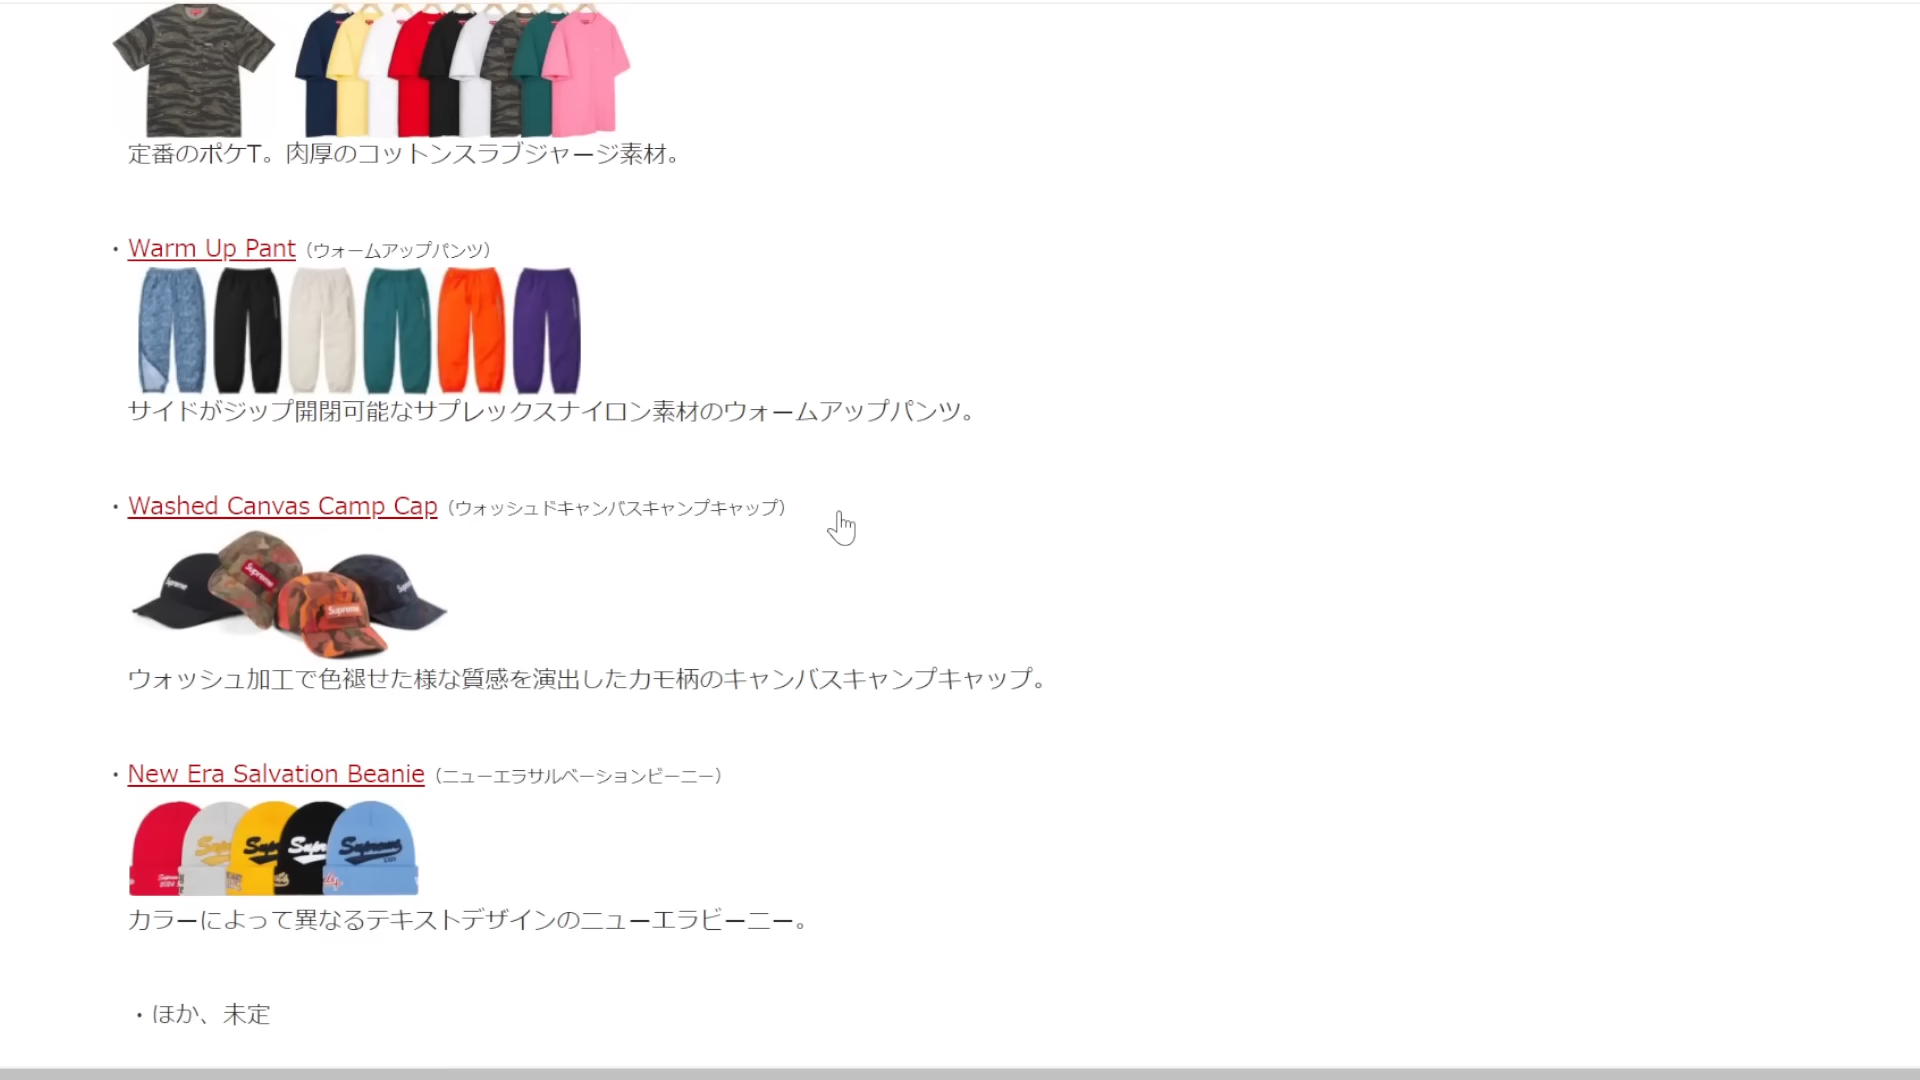 定番のポケT。肉厚のコットンスラブジャージ素材。
・Warm Up Pant（ウォームアップパンツ）
サイドがジップ開閉可能なサプレックスナイロン素材のウォームアップパンツ。
・Washed Canvas Camp Cap（ウォッシュドキャンバスキャンプキャップ）
Supreme
Supreme
Supreme
ウォッシュ加工で色褪せた様な質感を演出したカモ柄のキャンバスキャンプキャップ。
・New Era Salvation Beanie（ニューエラサルベーションビーニー）
Supreme
カラーによって異なるテキストデザインのニューエラビーニー。
・ほか、未定